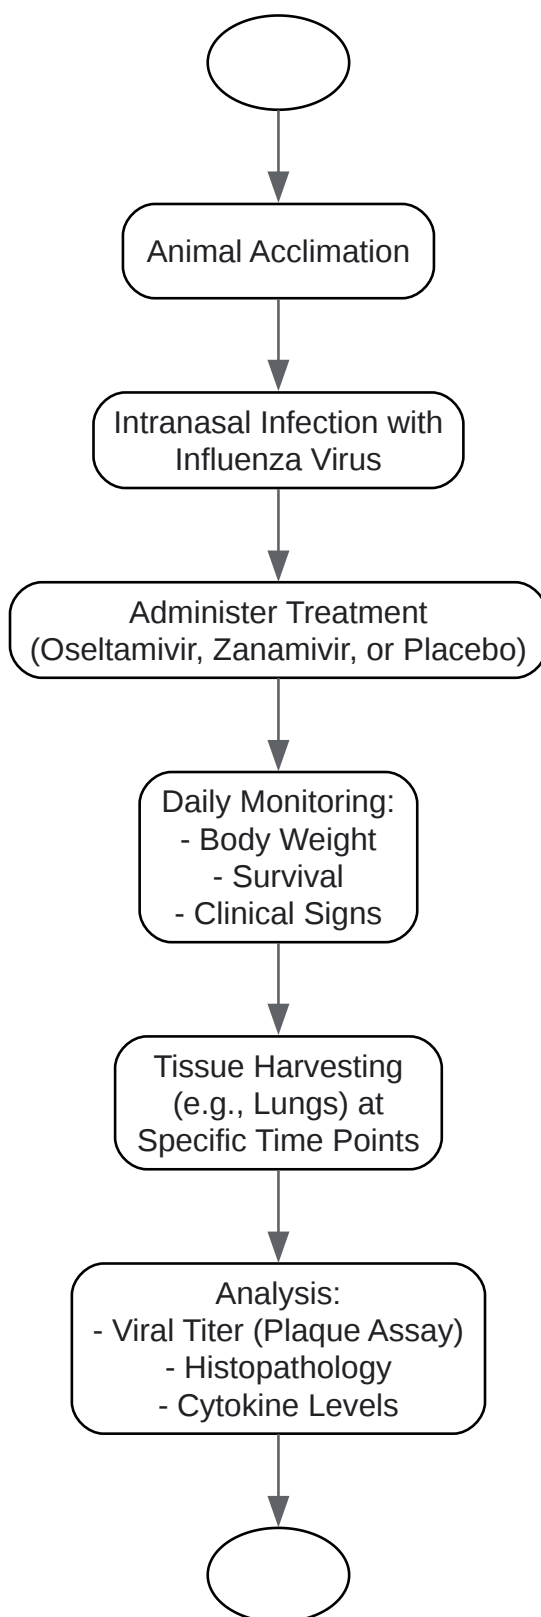 Animal Acclimation
Intranasal Infection with
Influenza Virus
Administer Treatment
(Oseltamivir, Zanamivir, or Placebo)
Daily Monitoring:
- Body Weight
- Survival
- Clinical Signs
Tissue Harvesting
(e.g., Lungs) at
Specific Time Points
Analysis:
- Viral Titer (Plaque Assay)
- Histopathology
- Cytokine Levels